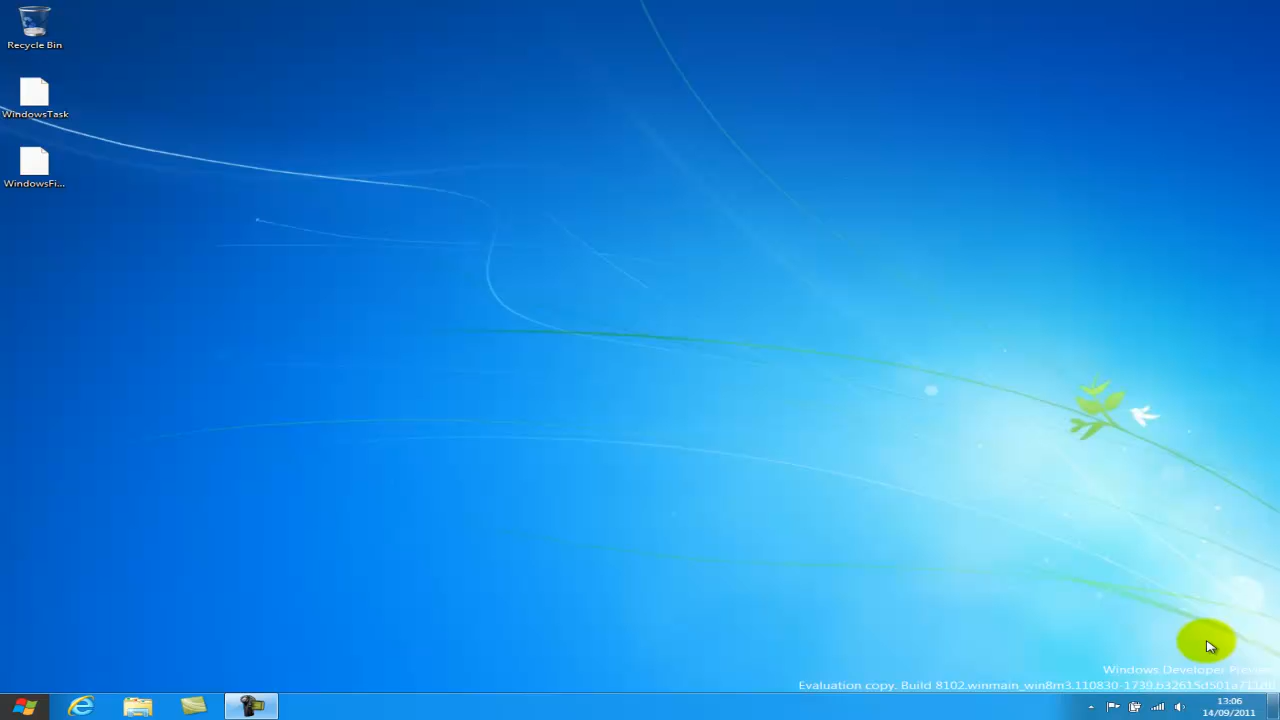 Recycle Bin
WindowsTask
WindowsFi...
Windows Developer Preview
Evaluation copy. Build 8102.winmain_win8m3.110830-1739.b32615d501a711df
13:06
14/09/2011